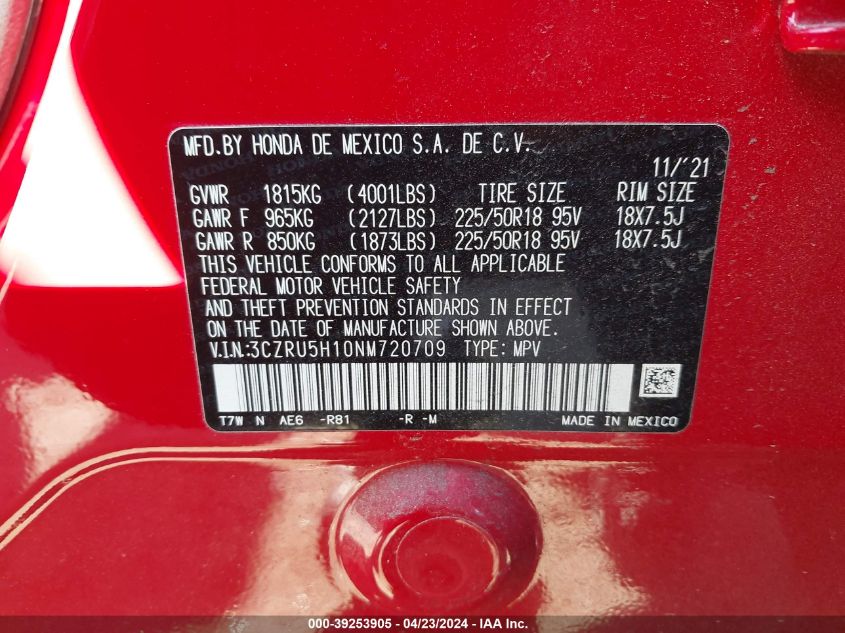 MFD.BY HONDA DE MEXICO S.A. DE C.V.
11/'21
GVWR 1815KG (4001LBS) TIRE SIZE RIM SIZE
GAWR F 965KG (2127LBS) 225/50R18 95V 18X7.5J
GAWR R 850KG (1873LBS) 225/50R18 95V 18X7.5J
THIS VEHICLE CONFORMS TO ALL APPLICABLE
FEDERAL MOTOR VEHICLE SAFETY
AND THEFT PREVENTION STANDARDS IN EFFECT
ON THE DATE OF MANUFACTURE SHOWN ABOVE.
V.I.N.:3CZRU5H10NM720709 TYPE: MPV
T7W N AE6 -R81 -R -M MADE IN MEXICO
000-39253905 - 04/23/2024 - IAA Inc.